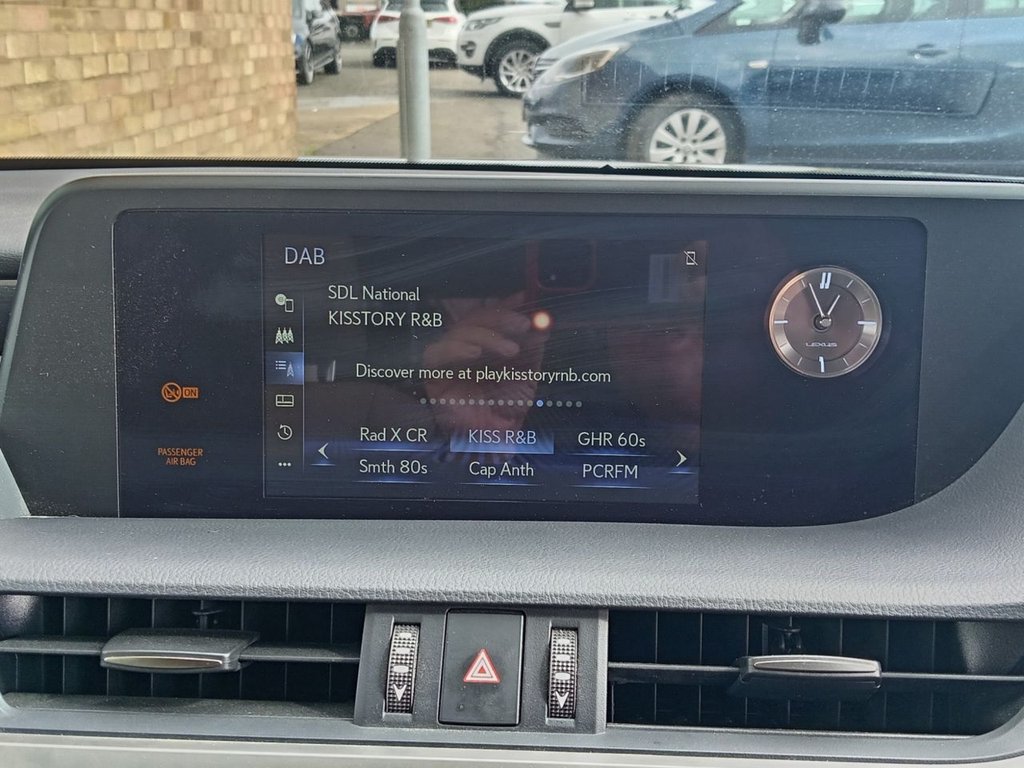 DAB
SDL National
KISSTORY R&B
Discover more at playkisstoryrnb.com
Rad X CR
KISS R&B
GHR 60s
Smth 80s
Cap Anth
PCRFM
LEXUS
ON
PASSENGER
AIR BAG